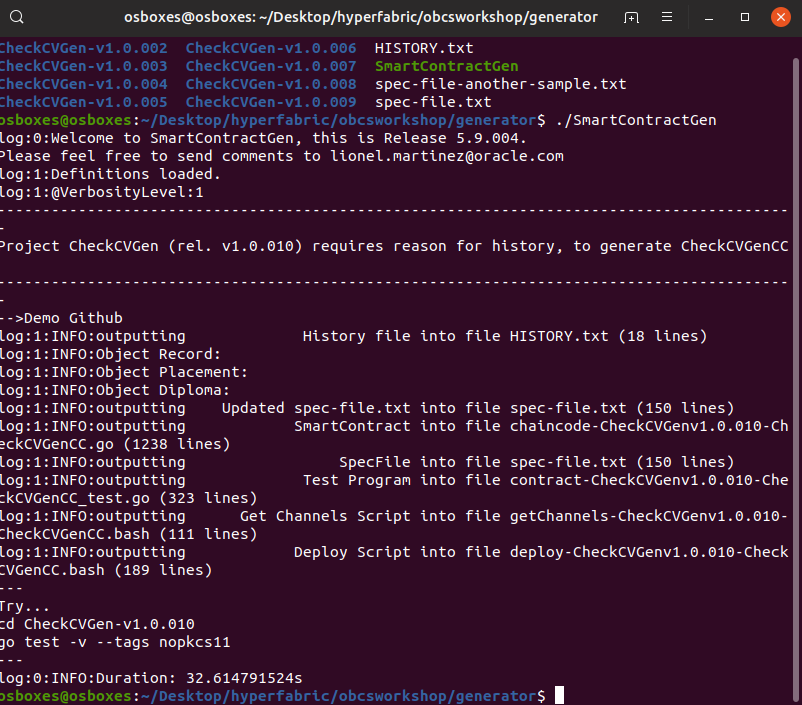 osboxes@osboxes: ~/Desktop/hyperfabric/obcsworkshop/generator
CheckCVGen-v1.0.002  CheckCVGen-v1.0.006  HISTORY.txt
CheckCVGen-v1.0.003  CheckCVGen-v1.0.007  SmartContractGen
CheckCVGen-v1.0.004  CheckCVGen-v1.0.008  spec-file-another-sample.txt
CheckCVGen-v1.0.005  CheckCVGen-v1.0.009  spec-file.txt
osboxes@osboxes:~/Desktop/hyperfabric/obcsworkshop/generator$ ./SmartContractGen
log:0:Welcome to SmartContractGen, this is Release 5.9.004.
Please feel free to send comments to lionel.martinez@oracle.com
log:1:Definitions loaded.
log:1:@VerbosityLevel:1
----------------------------------------------------------------------------------------
-
Project CheckCVGen (rel. v1.0.010) requires reason for history, to generate CheckCVGenCC
----------------------------------------------------------------------------------------
-
-->Demo Github
log:1:INFO:outputting             History file into file HISTORY.txt (18 lines)
log:1:INFO:Object Record:
log:1:INFO:Object Placement:
log:1:INFO:Object Diploma:
log:1:INFO:outputting    Updated spec-file.txt into file spec-file.txt (150 lines)
log:1:INFO:outputting            SmartContract into file chaincode-CheckCVGenv1.0.010-Ch
eckCVGenCC.go (1238 lines)
log:1:INFO:outputting                 SpecFile into file spec-file.txt (150 lines)
log:1:INFO:outputting             Test Program into file contract-CheckCVGenv1.0.010-Che
ckCVGenCC_test.go (323 lines)
log:1:INFO:outputting      Get Channels Script into file getChannels-CheckCVGenv1.0.010-
CheckCVGenCC.bash (111 lines)
log:1:INFO:outputting            Deploy Script into file deploy-CheckCVGenv1.0.010-Check
CVGenCC.bash (189 lines)
---
Try...
cd CheckCVGen-v1.0.010
go test -v --tags nopkcs11
---
log:0:INFO:Duration: 32.614791524s
osboxes@osboxes:~/Desktop/hyperfabric/obcsworkshop/generator$